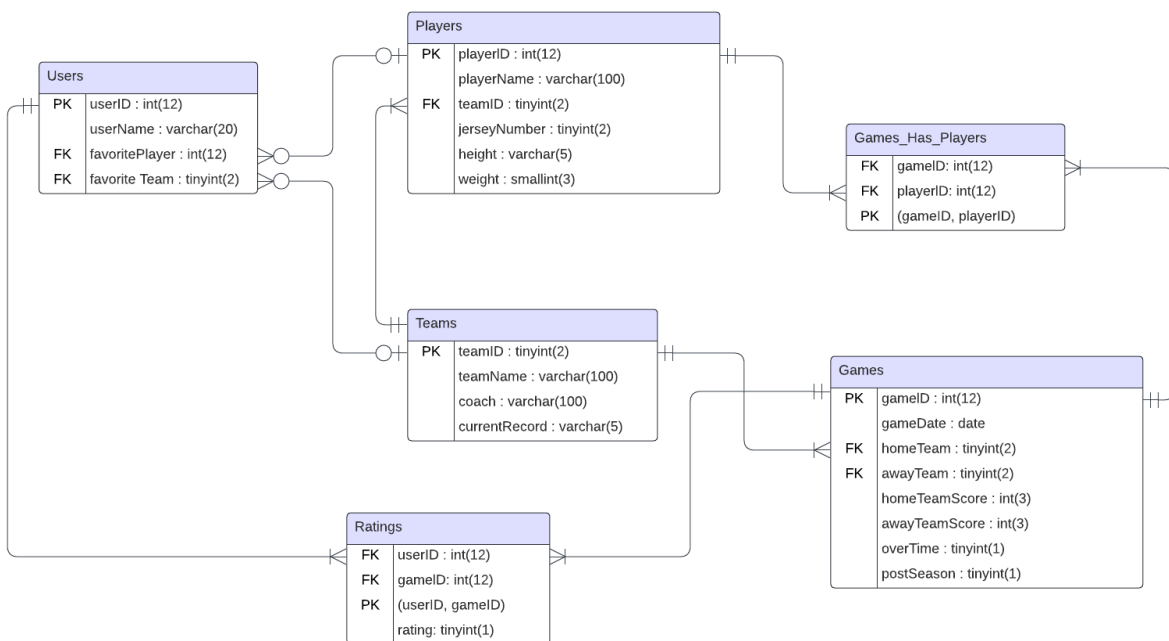 Users
PK userID : int(12)
userName : varchar(20)
FK favoritePlayer : int(12)
FK favorite Team : tinyint(2)
Players
PK playerID : int(12)
playerName : varchar(100)
FK teamID : tinyint(2)
jerseyNumber : tinyint(2)
height : varchar(5)
weight : smallint(3)
Games_Has_Players
FK gameID: int(12)
FK playerID: int(12)
PK (gameID, playerID)
Teams
PK teamID : tinyint(2)
teamName : varchar(100)
coach : varchar(100)
currentRecord : varchar(5)
Games
PK gameID : int(12)
gameDate : date
FK homeTeam : tinyint(2)
FK awayTeam : tinyint(2)
homeTeamScore : int(3)
awayTeamScore : int(3)
overTime : tinyint(1)
postSeason : tinyint(1)
Ratings
FK userID : int(12)
FK gameID: int(12)
PK (userID, gameID)
rating: tinyint(1)